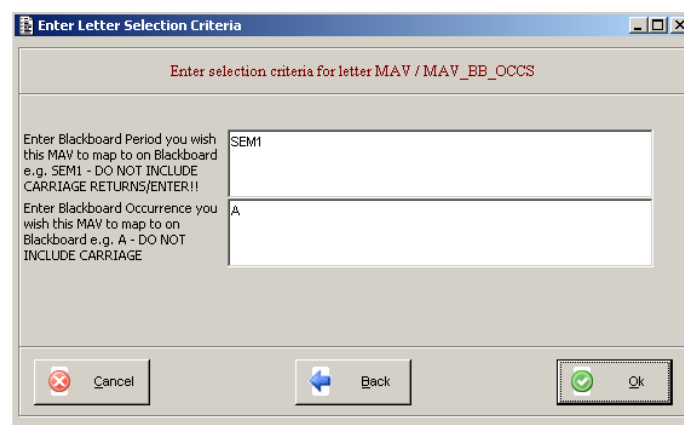 Enter Letter Selection Criteria
Enter selection criteria for letter MAV / MAV_BB_OCCS
Enter Blackboard Period you wish
this MAV to map to on Blackboard
e.g. SEM1 - DO NOT INCLUDE
CARRIAGE RETURNS/ENTER!!
SEM1
Enter Blackboard Occurrence you
wish this MAV to map to on
Blackboard e.g. A - DO NOT
INCLUDE CARRIAGE
A
Cancel
Back
Ok